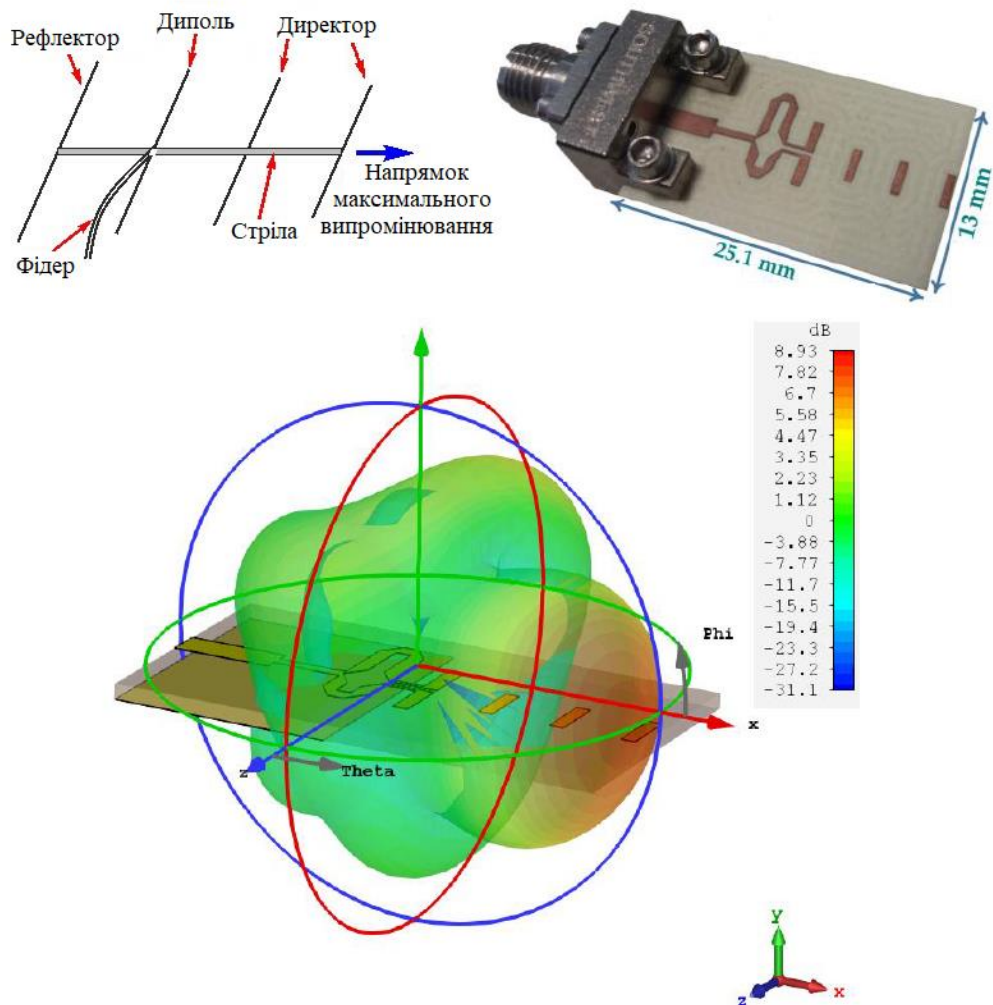 Рефлектор
Диполь
Директор
Напрямок
максимального
випромінювання
Стріла
Фідер
SOUTHWEST
25.1 mm
13 mm
dB
8.93
7.82
6.7
5.58
4.47
3.35
2.23
1.12
0
-3.88
-7.77
-11.7
-15.5
-19.4
-23.3
-27.2
-31.1
Phi
x
z
Theta
y
z
x